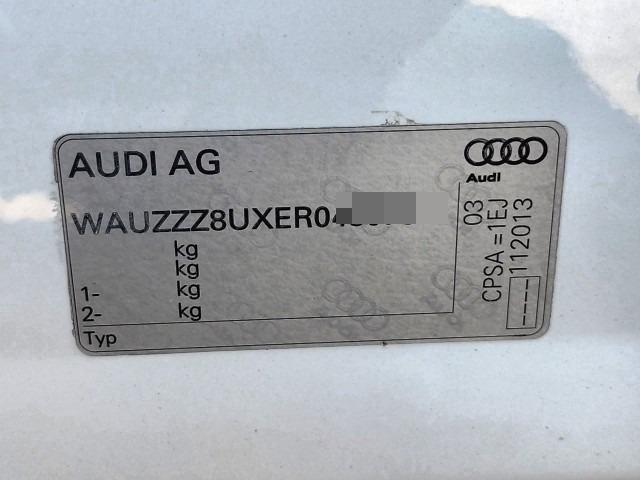 AUDI AG
Audi
WAUZZZ8UXER04
kg
kg
1- kg
2- kg
Typ
03
CPSA =1EJ
112013
-----